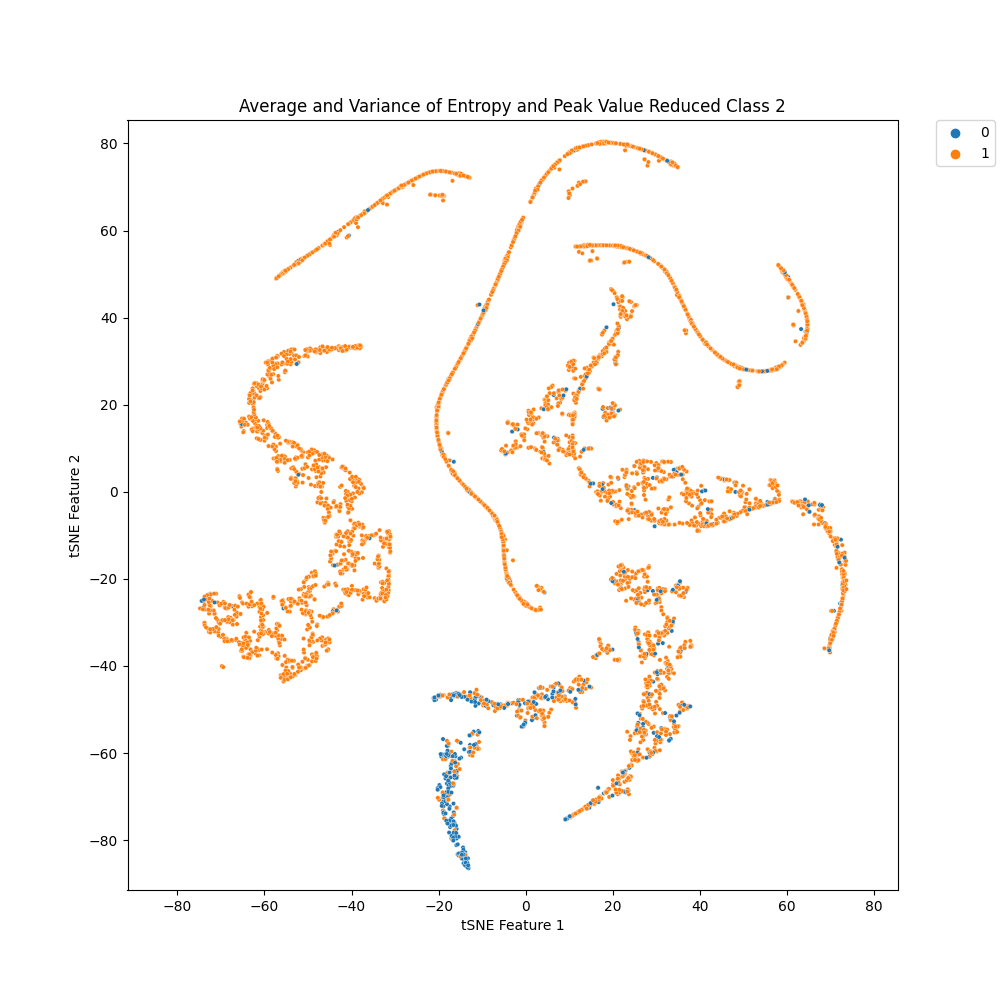 Average and Variance of Entropy and Peak Value Reduced Class 2
0
1
80
60
40
20
0
−20
−40
−60
−80
tSNE Feature 2
−80 −60 −40 −20 0 20 40 60 80
tSNE Feature 1